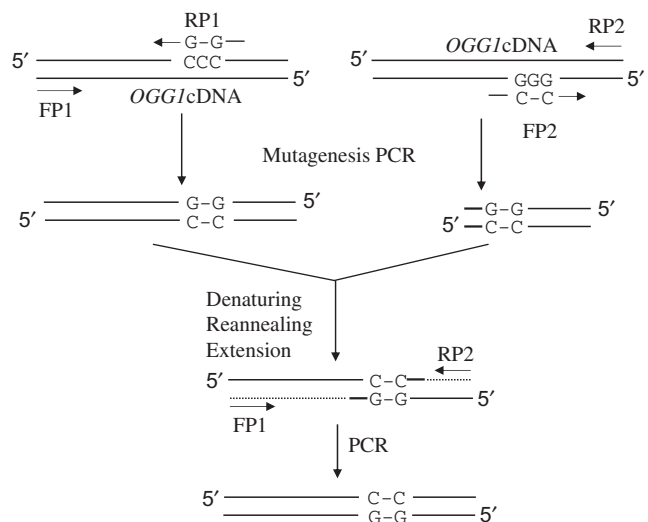 RP1
G–G
5′
CCC
5′
FP1
OGG1cDNA
RP2
OGG1cDNA
5′
GGG
5′
C–C
FP2
Mutagenesis PCR
G–G
5′
5′
C–C
G–G
5′
5′
C–C
Denaturing
Reannealing
Extension
RP2
5′
C–C
G–G
5′
FP1
PCR
5′
C–C
G–G
5′